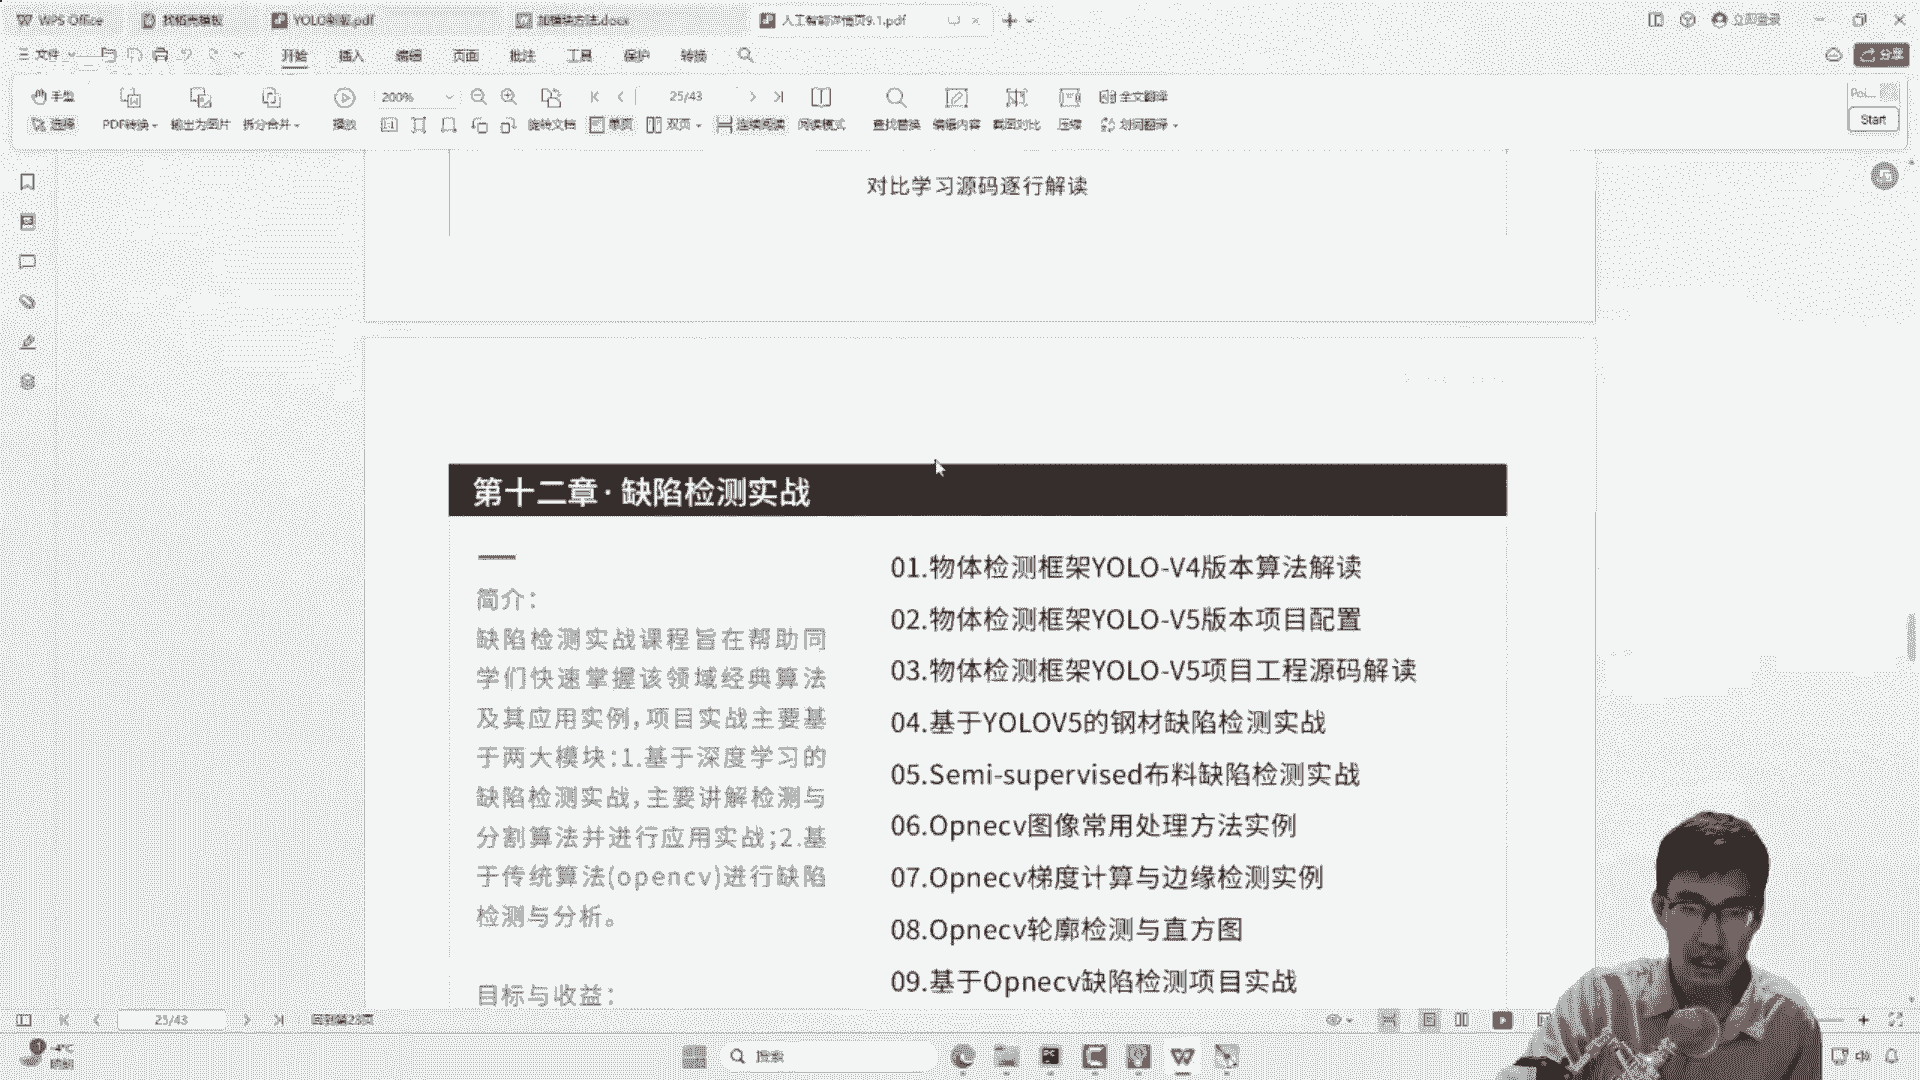 WPS Office
找稻壳模板
YOLO刺版.pdf
加模块方法.docx
人工智能详情页9.1.pdf
立即登录
文件
开始
插入
编辑
页面
批注
工具
保护
转换
分享
手型
200%
25/43
全文翻译
选择
PDF转换
输出为图片
拆分合并
播放
旋转文档
单页
双页
连续阅读
阅读模式
查找替换
编辑内容
截图对比
压缩
划词翻译
Start
对比学习源码逐行解读
第十二章·缺陷检测实战
简介:
缺陷检测实战课程旨在帮助同
学们快速掌握该领域经典算法
及其应用实例,项目实战主要基
于两大模块:1.基于深度学习的
缺陷检测实战,主要讲解检测与
分割算法并进行应用实战;2.基
于传统算法(opencv)进行缺陷
检测与分析。
目标与收益:
01.物体检测框架YOLO-V4版本算法解读
02.物体检测框架YOLO-V5版本项目配置
03.物体检测框架YOLO-V5项目工程源码解读
04.基于YOLOV5的钢材缺陷检测实战
05.Semi-supervised布料缺陷检测实战
06.Opnecv图像常用处理方法实例
07.Opnecv梯度计算与边缘检测实例
08.Opnecv轮廓检测与直方图
09.基于Opnecv缺陷检测项目实战
25/43
回到第23页
-4°C
搜索